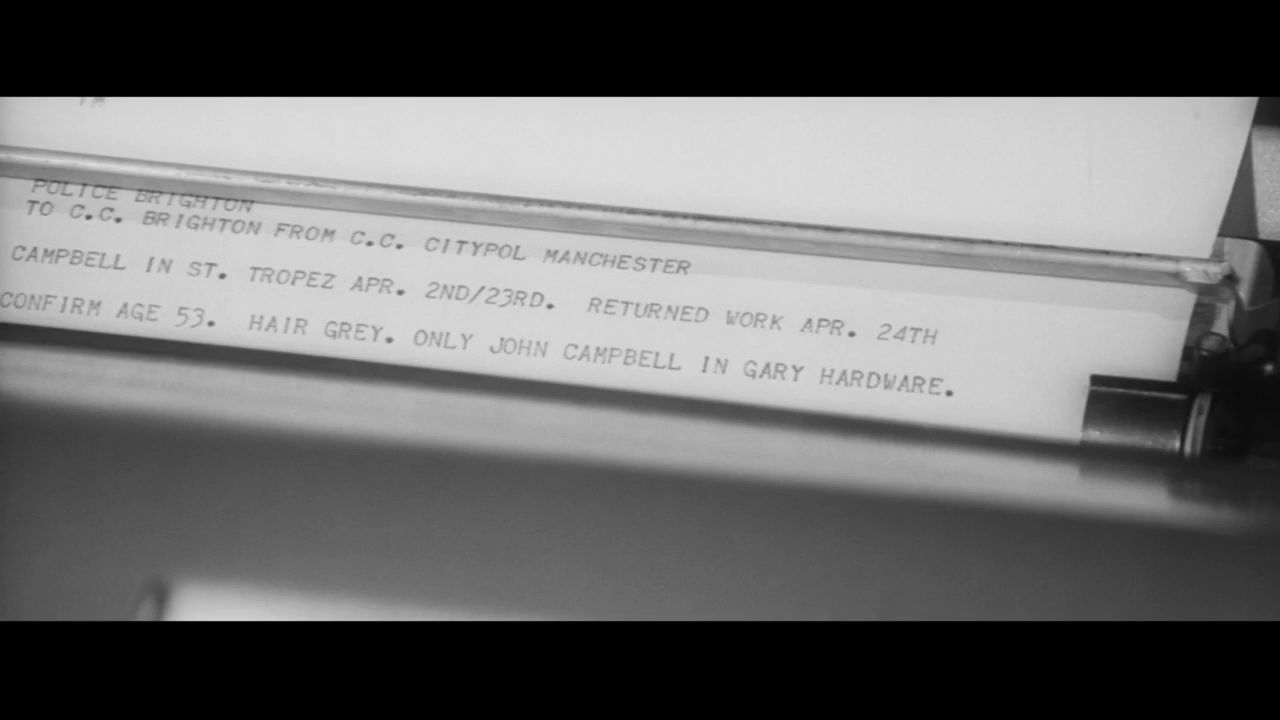 POLICE BRIGHTON
TO C.C. BRIGHTON FROM C.C. CITYPOL MANCHESTER
CAMPBELL IN ST. TROPEZ APR. 2ND/23RD. RETURNED WORK APR. 24TH
CONFIRM AGE 53. HAIR GREY. ONLY JOHN CAMPBELL IN GARY HARDWARE.